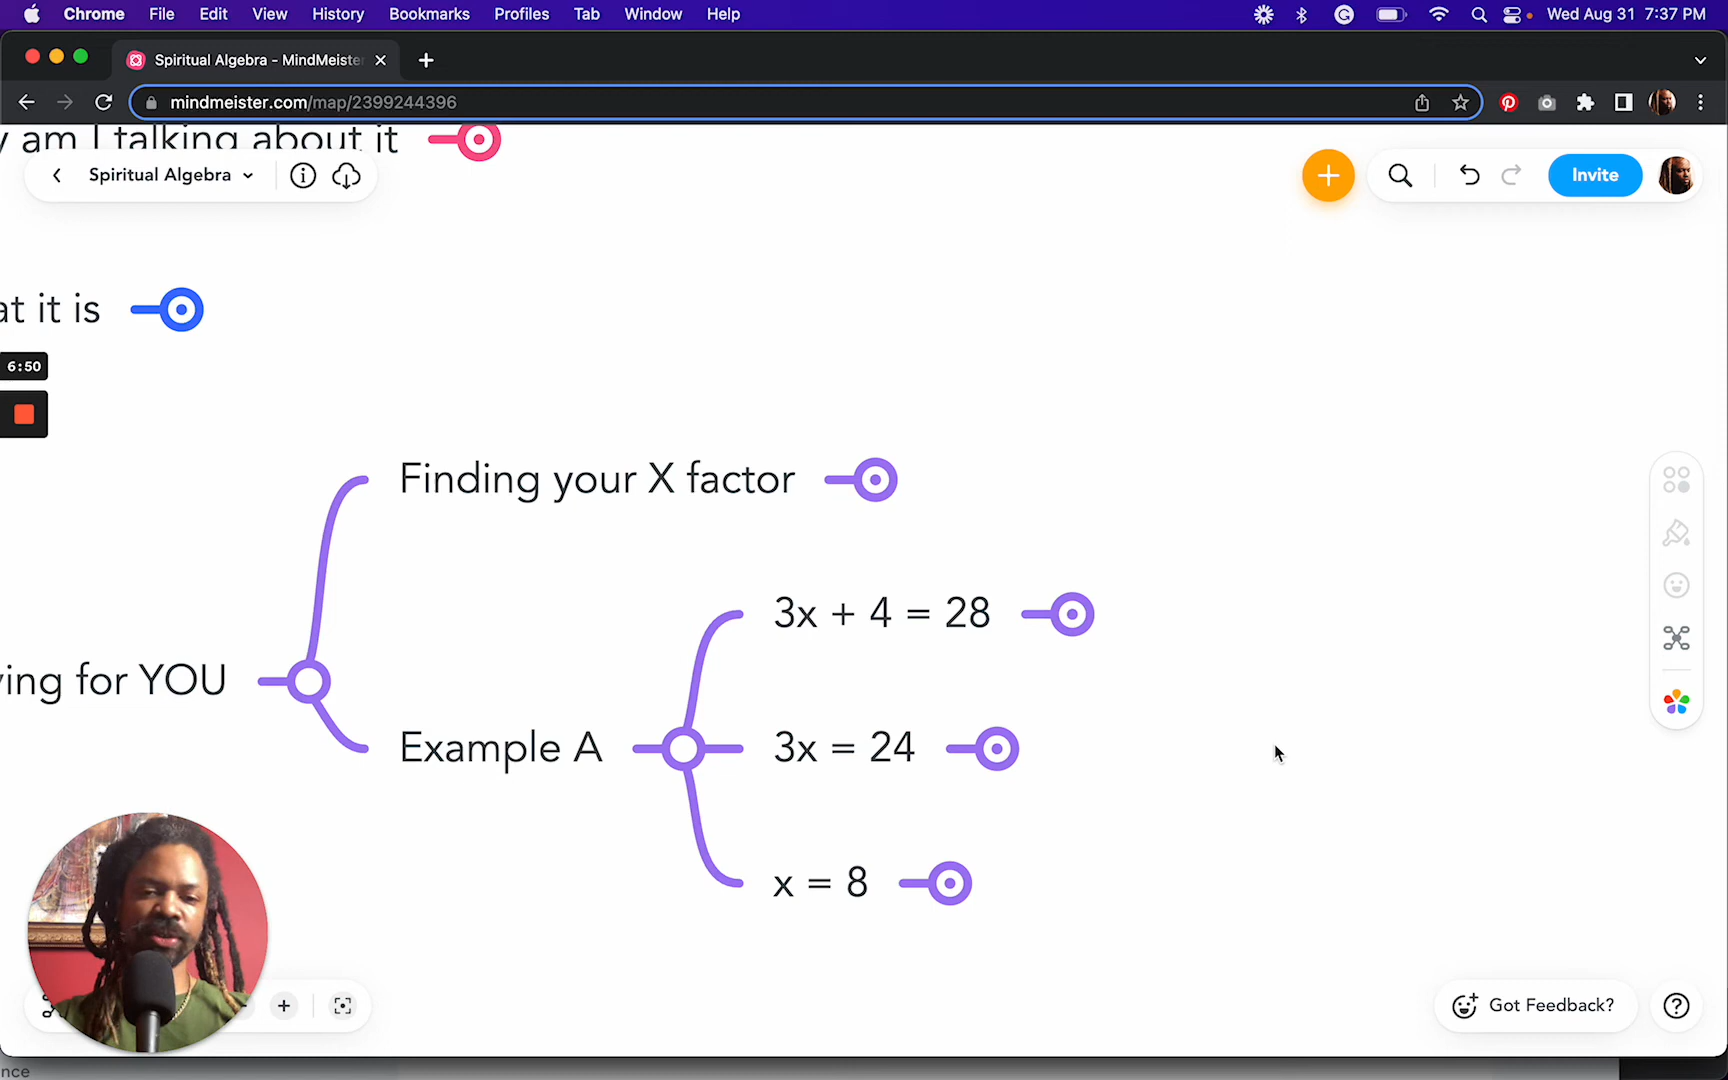 Chrome File Edit View History Bookmarks Profiles Tab Window Help Wed Aug 31 7:37 PM
Spiritual Algebra - MindMeiste
mindmeister.com/map/2399244396
y am I talking about it
Spiritual Algebra
Invite
at it is
6:50
Finding your X factor
3x + 4 = 28
ving for YOU
Example A
3x = 24
x = 8
Got Feedback?
nce